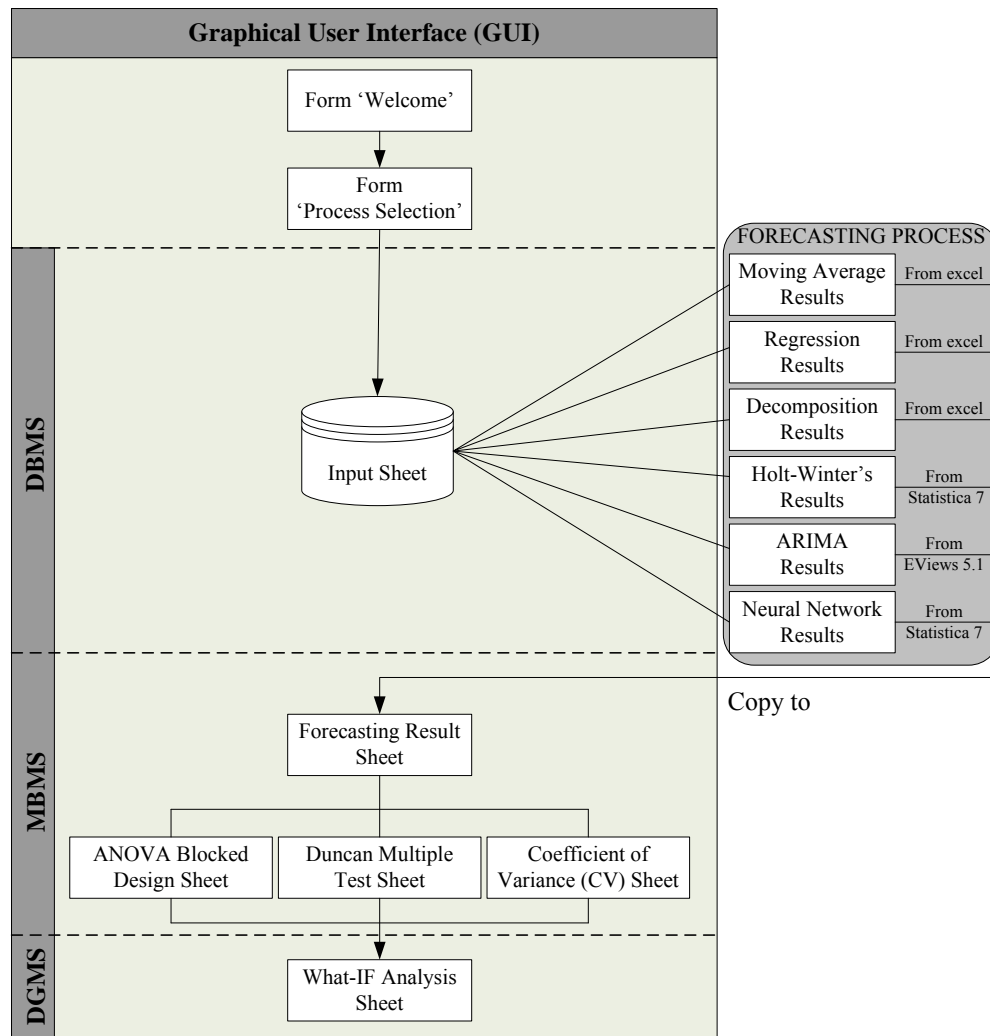 Graphical User Interface (GUI)
Form ‘Welcome’
Form
‘Process Selection’
DBMS
Input Sheet
FORECASTING PROCESS
Moving Average
Results
From excel
Regression
Results
From excel
Decomposition
Results
From excel
Holt-Winter’s
Results
From
Statistica 7
ARIMA
Results
From
EViews 5.1
Neural Network
Results
From
Statistica 7
Copy to
MBMS
Forecasting Result
Sheet
ANOVA Blocked
Design Sheet
Duncan Multiple
Test Sheet
Coefficient of
Variance (CV) Sheet
DGMS
What-IF Analysis
Sheet